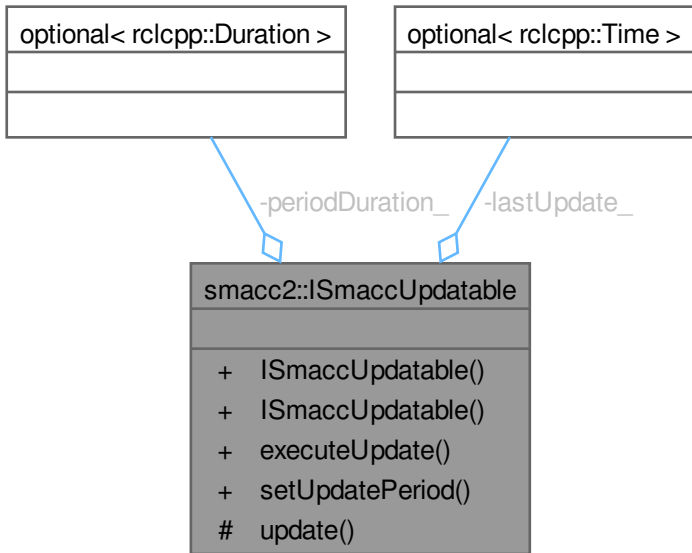 optional< rclcpp::Duration >
optional< rclcpp::Time >
-periodDuration_
-lastUpdate_
smacc2::ISmaccUpdatable
+ ISmaccUpdatable()
+ ISmaccUpdatable()
+ executeUpdate()
+ setUpdatePeriod()
# update()